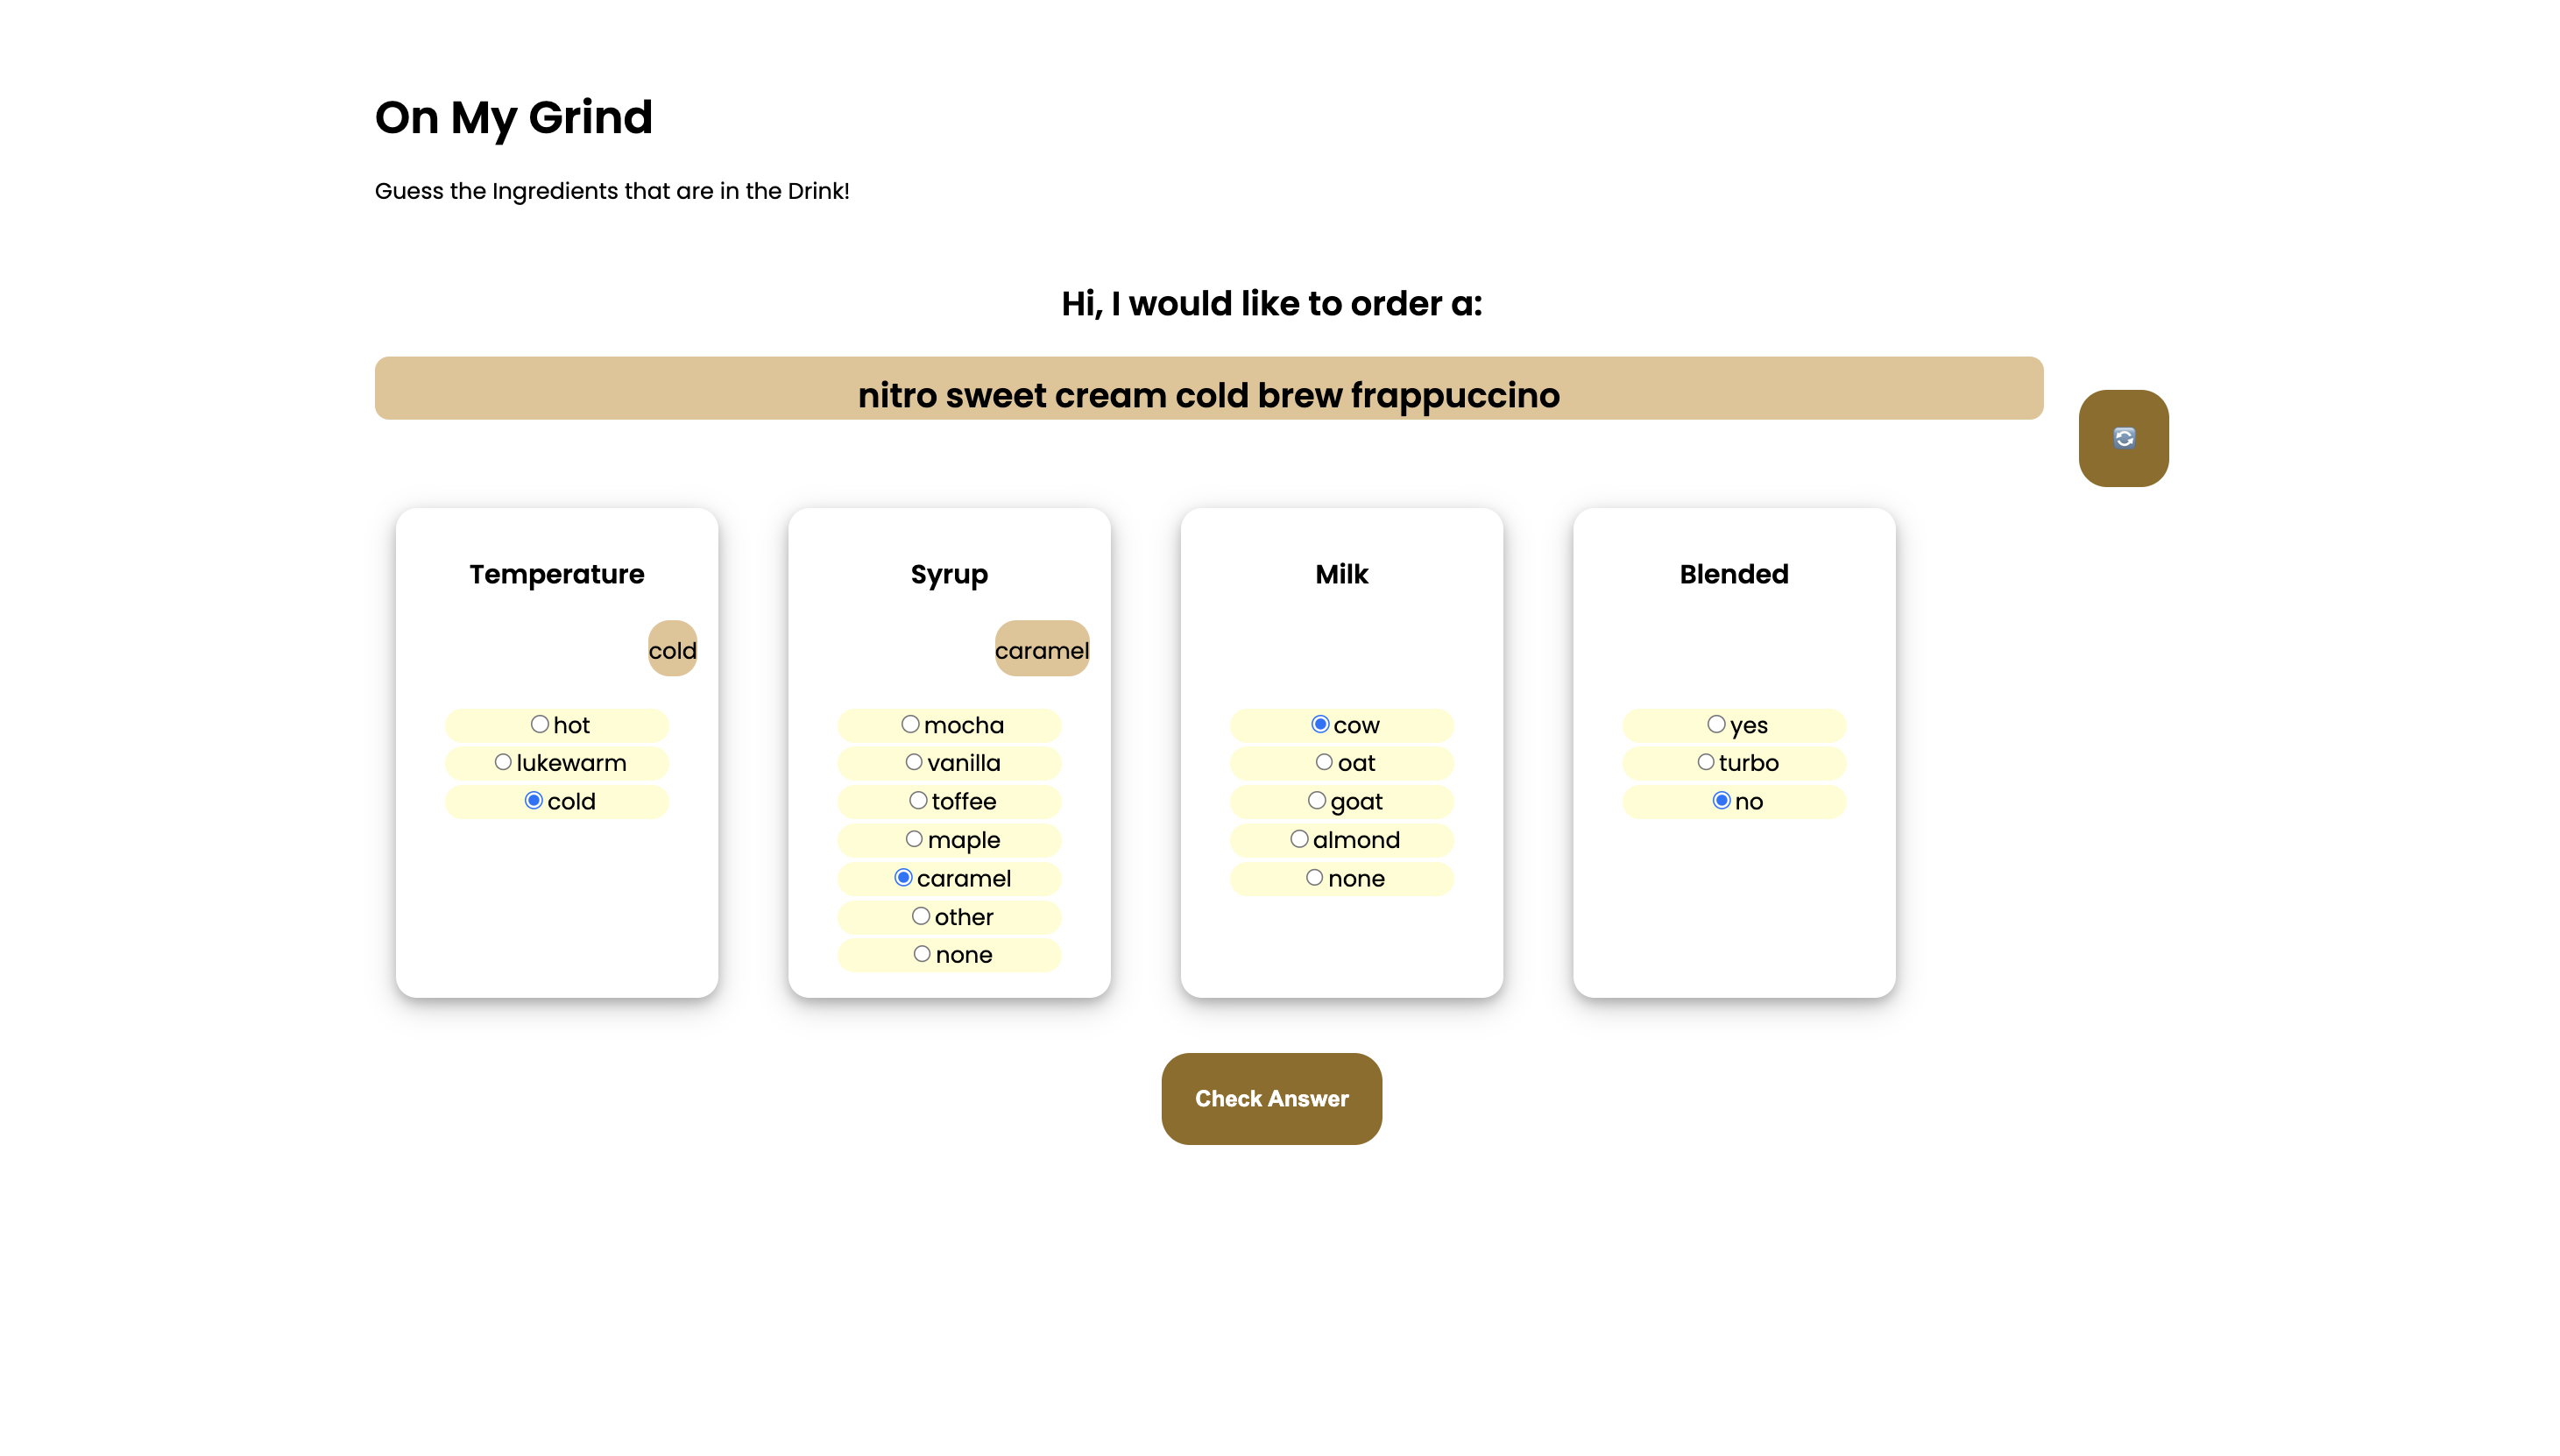 On My Grind
Guess the Ingredients that are in the Drink!
Hi, I would like to order a:
nitro sweet cream cold brew frappuccino
Temperature
cold
hot
lukewarm
cold
Syrup
caramel
mocha
vanilla
toffee
maple
caramel
other
none
Milk
cow
oat
goat
almond
none
Blended
yes
turbo
no
Check Answer